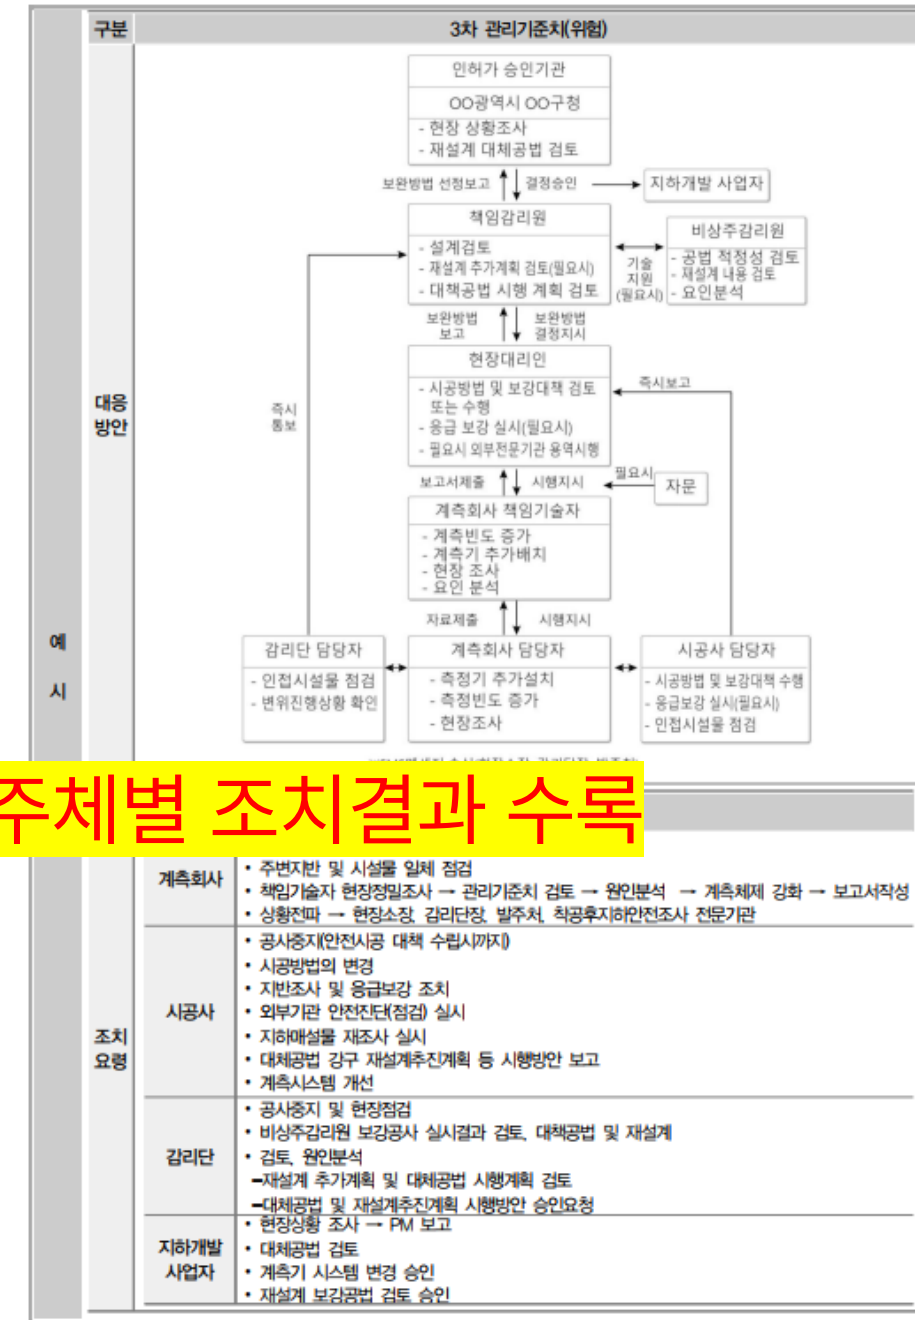 구분
3차 관리기준치(위험)
예
시
대응
방안
인허가 승인기관
OO광역시 OO구청
- 현장 상황조사
- 재설계 대체공법 검토
보완방법 선정보고
결정승인
지하개발 사업자
책임감리원
- 설계검토
- 재설계 추가계획 검토(필요시)
- 대책공법 시행 계획 검토
기술
지원
(필요시)
비상주감리원
- 공법 적정성 검토
- 재설계 내용 검토
- 요인분석
보완방법
보고
보완방법
결정지시
현장대리인
- 시공방법 및 보강대책 검토
또는 수행
- 응급 보강 실시(필요시)
- 필요시 외부전문기관 용역시행
즉시
통보
즉시보고
보고서제출
시행지시
필요시
자문
계측회사 책임기술자
- 계측빈도 증가
- 계측기 추가배치
- 현장 조사
- 요인 분석
자료제출
시행지시
감리단 담당자
- 인접시설물 점검
- 변위진행상황 확인
계측회사 담당자
- 측정기 추가설치
- 측정빈도 증가
- 현장조사
시공사 담당자
- 시공방법 및 보강대책 수행
- 응급보강 실시(필요시)
- 인접시설물 점검
주체별 조치결과 수록
조치
요령
계측회사
• 주변지반 및 시설물 일체 점검
• 책임기술자 현장정밀조사 → 관리기준치 검토 → 원인분석 → 계측체제 강화 → 보고서작성
• 상황전파 → 현장소장, 감리단장, 발주처, 착공후지하안전조사 전문기관
시공사
• 공사중지(안전시공 대책 수립시까지)
• 시공방법의 변경
• 지반조사 및 응급보강 조치
• 외부기관 안전진단(점검) 실시
• 지하매설물 재조사 실시
• 대체공법 강구 재설계추진계획 등 시행방안 보고
• 계측시스템 개선
감리단
• 공사중지 및 현장점검
• 비상주감리원 보강공사 실시결과 검토, 대책공법 및 재설계
• 검토, 원인분석
–재설계 추가계획 및 대체공법 시행계획 검토
–대체공법 및 재설계추진계획 시행방안 승인요청
지하개발
사업자
• 현장상황 조사 → PM 보고
• 대체공법 검토
• 계측기 시스템 변경 승인
• 재설계 보강공법 검토 승인